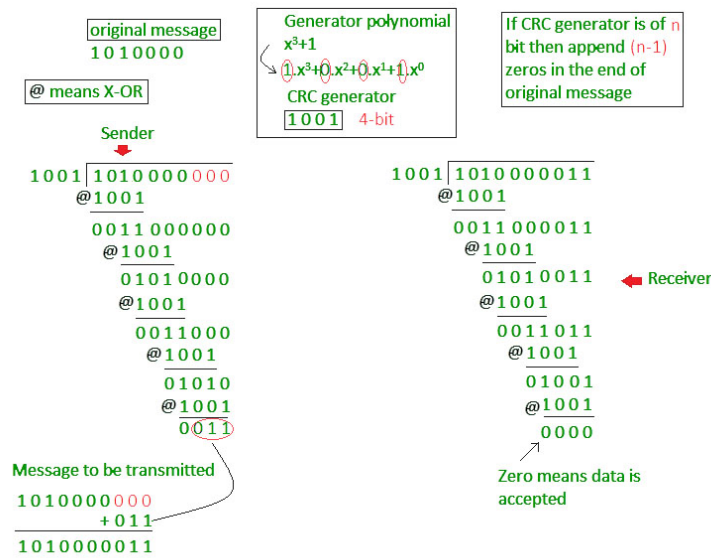 original message
1010000
@ means X-OR
Generator polynomial
x³+1
1.x³+0.x²+0.x¹+1.x⁰
CRC generator
1001 4-bit
If CRC generator is of n
bit then append (n-1)
zeros in the end of
original message
Sender
1001 1010000000
@1001
0011000000
@1001
01010000
@1001
0011000
@1001
01010
@1001
0011
Message to be transmitted
1010000000
+011
1010000011
1001 1010000011
@1001
0011000011
@1001
01010011
@1001
0011011
@1001
01001
@1001
0000
Receiver
Zero means data is
accepted